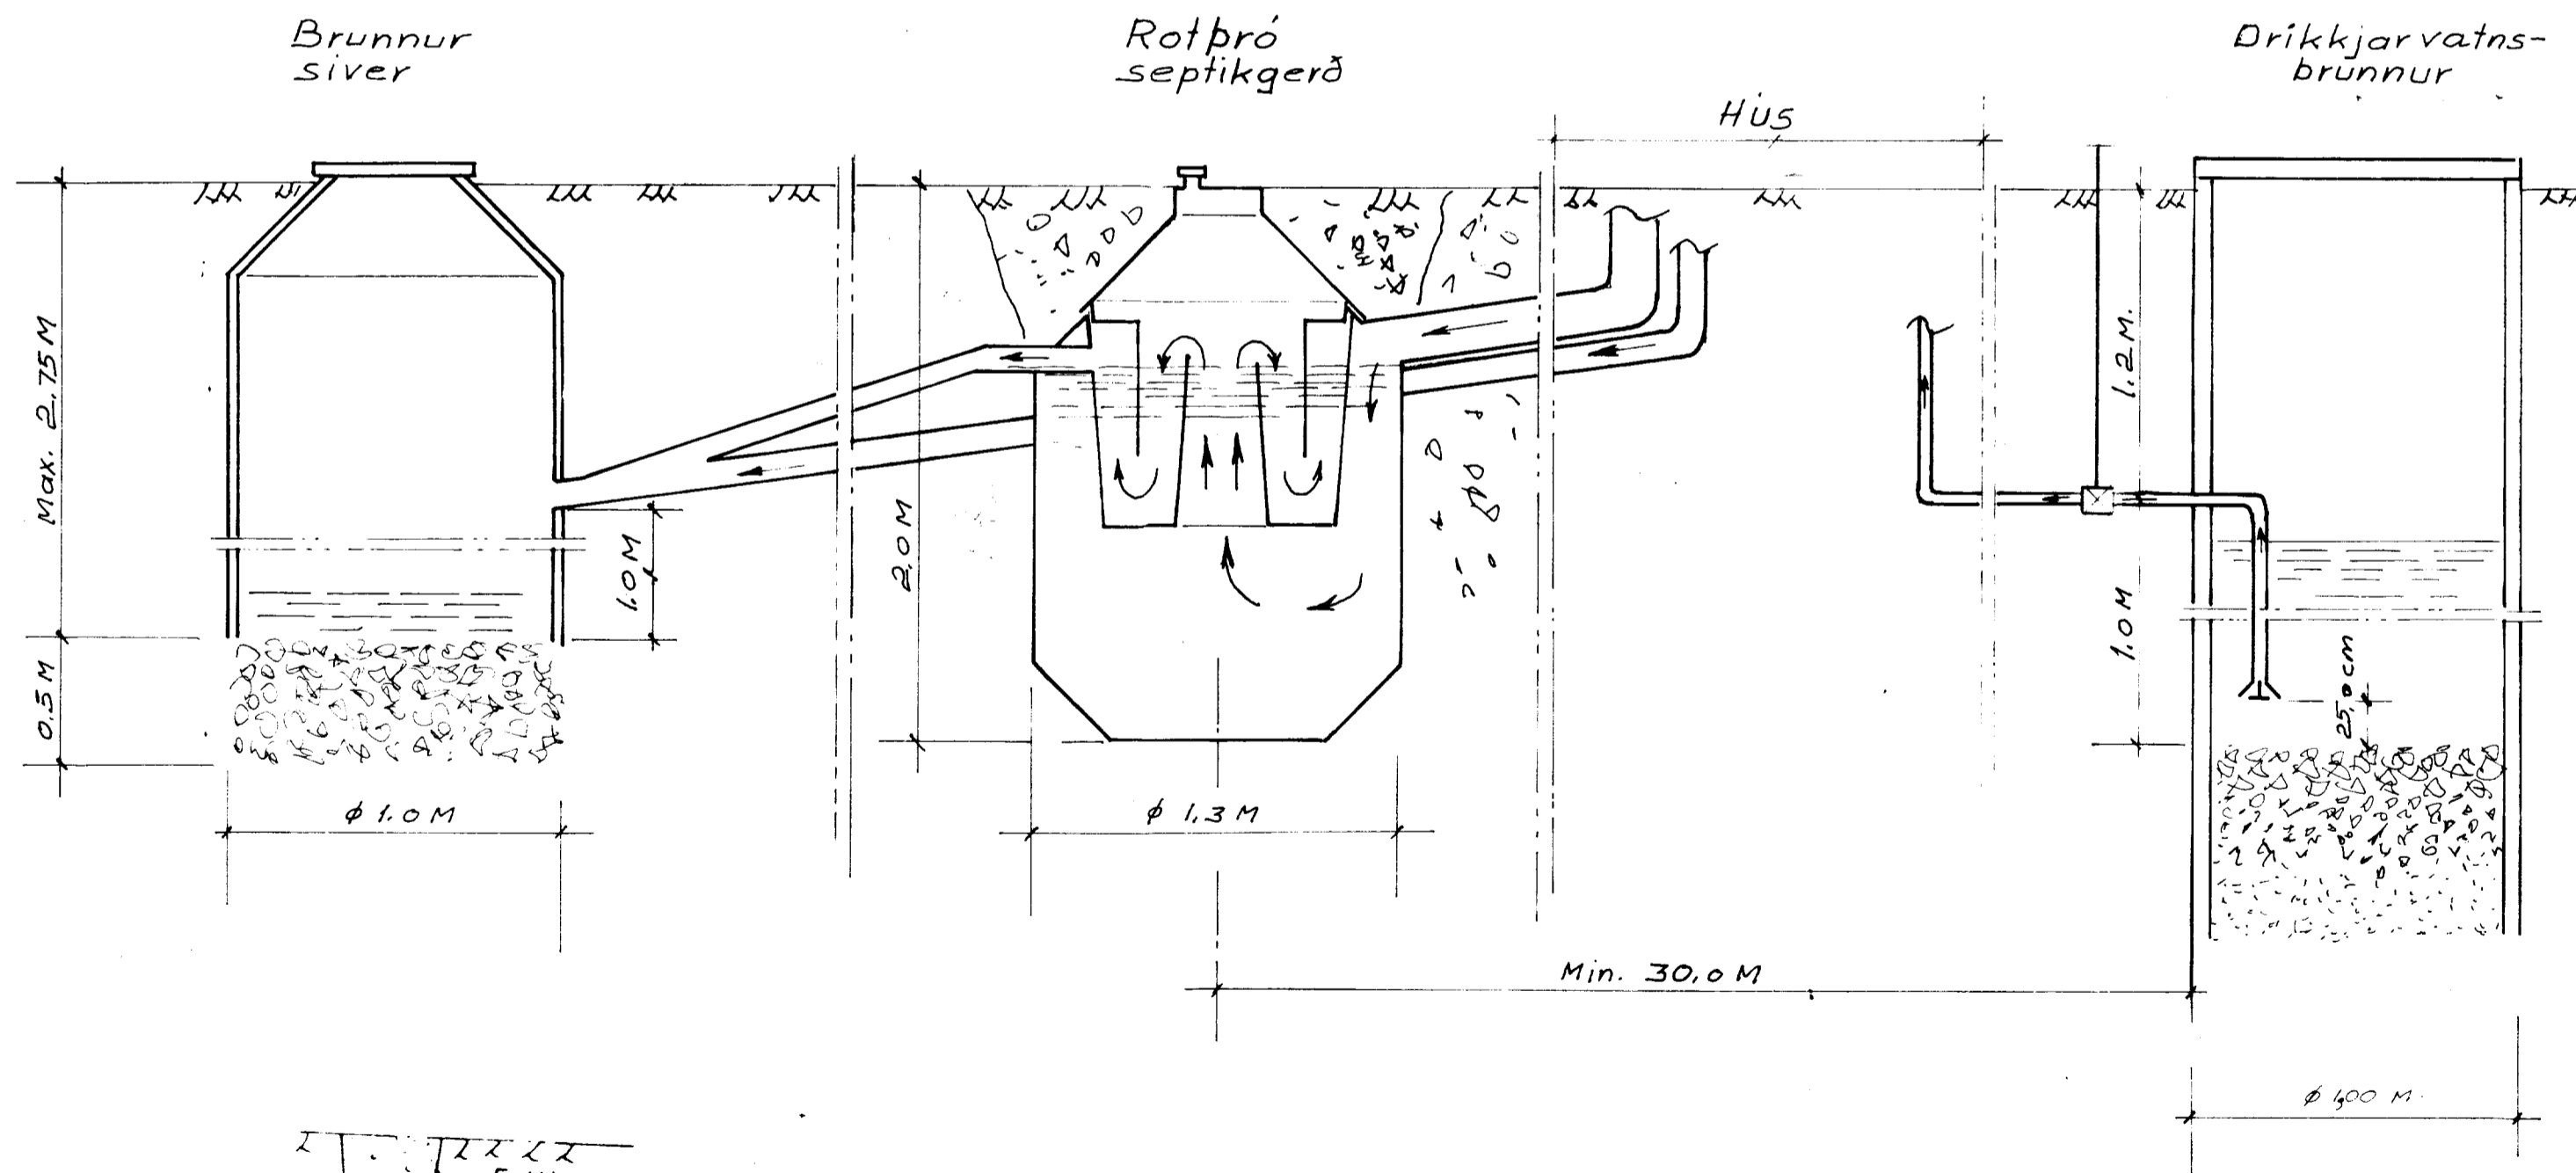 Brunnur
siver
Rotþró
septikgerð
Drikkjarvatns-
brunnur
Hús
Max. 2.75 M
0.5 M
1.0 M
ϕ 1.0 M
2.0 M
ϕ 1.3 M
1.2 M.
1.0 M
25,0 cm
Min. 30.0 M
ϕ 1,00 M.